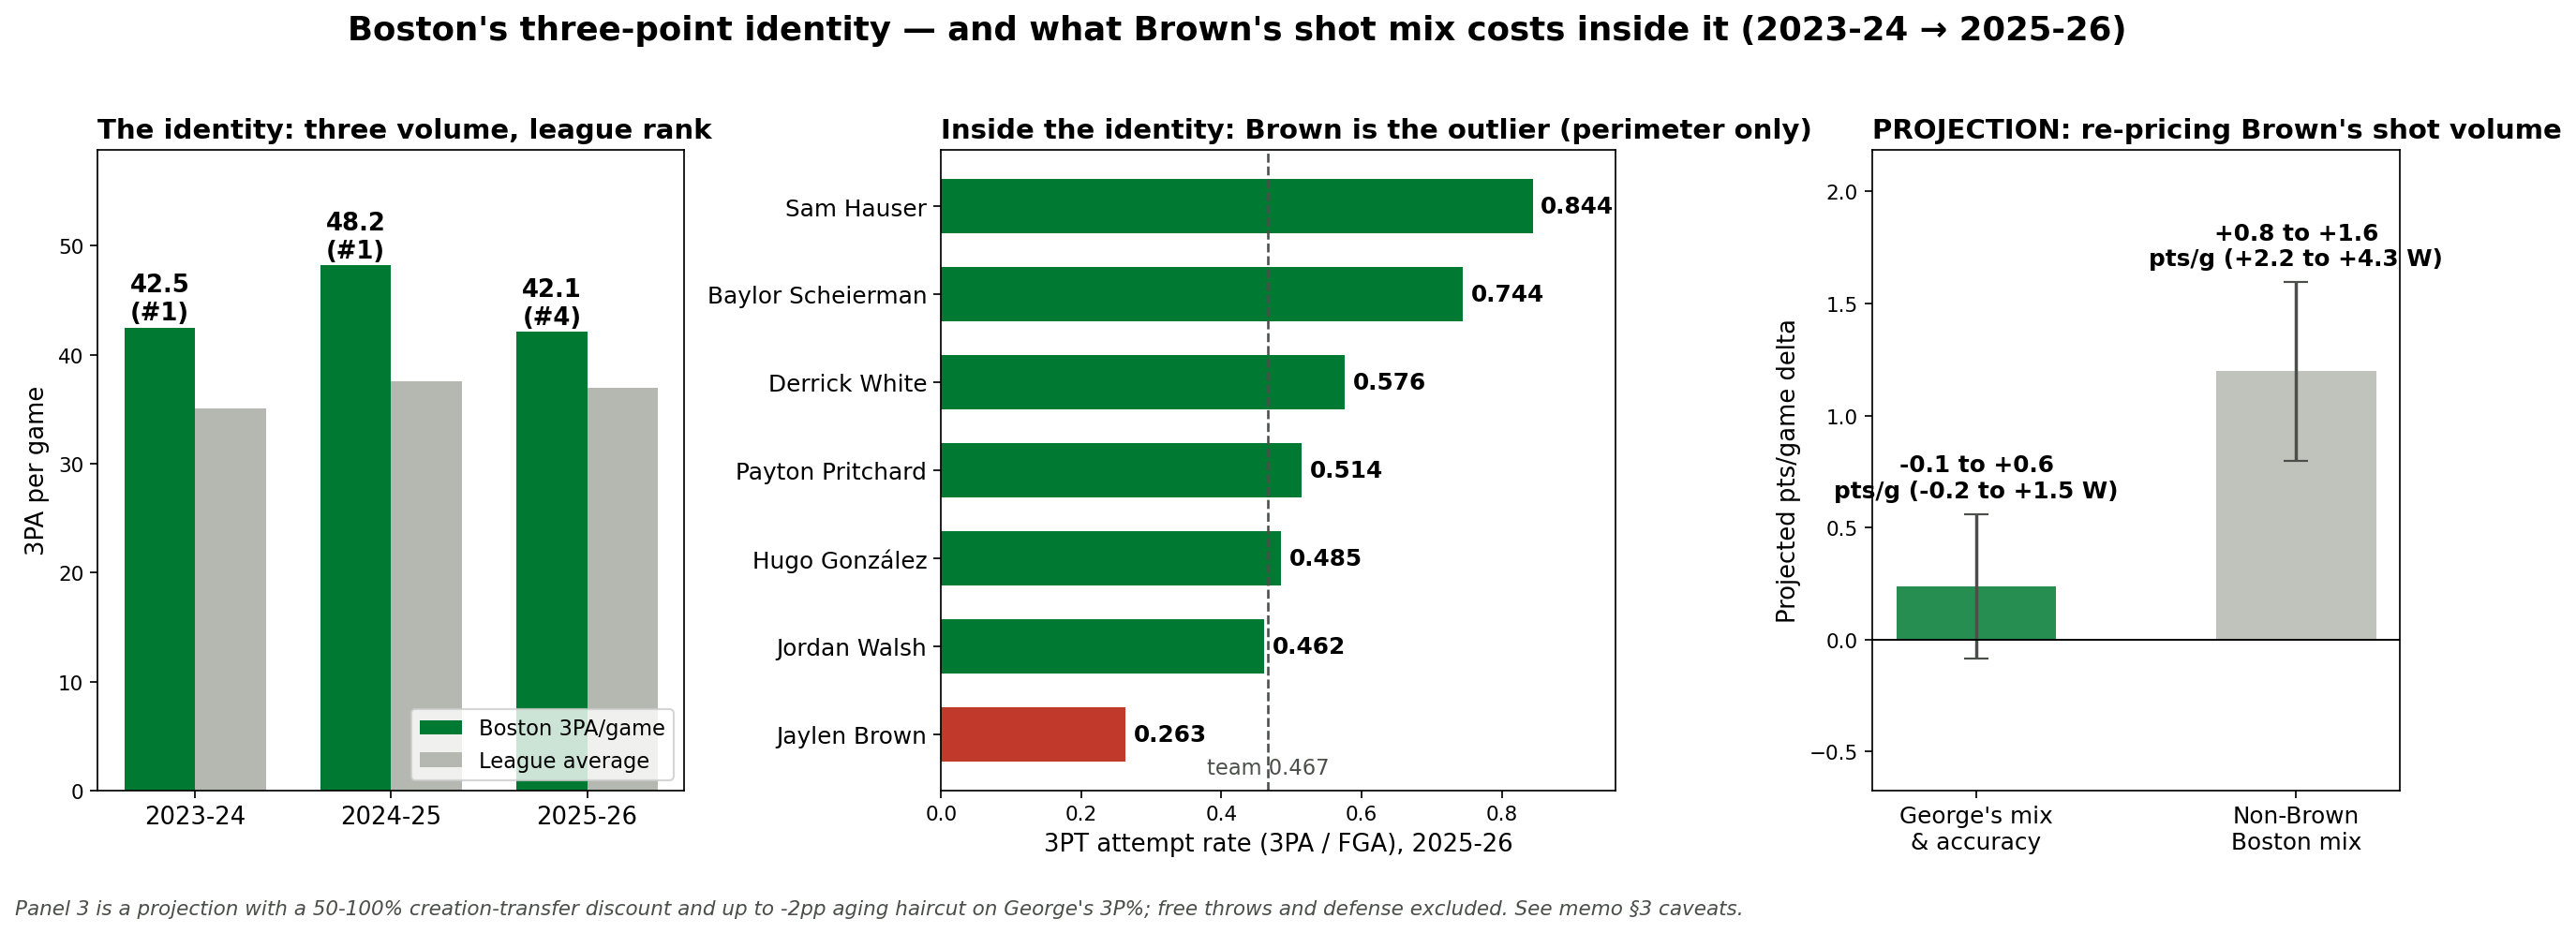 Boston's three-point identity — and what Brown's shot mix costs inside it (2023-24 → 2025-26)
The identity: three volume, league rank
3PA per game
50
40
30
20
10
0
42.5
(#1)
48.2
(#1)
42.1
(#4)
Boston 3PA/game
League average
2023-24
2024-25
2025-26
Inside the identity: Brown is the outlier (perimeter only)
Sam Hauser
0.844
Baylor Scheierman
0.744
Derrick White
0.576
Payton Pritchard
0.514
Hugo González
0.485
Jordan Walsh
0.462
Jaylen Brown
0.263
team 0.467
0.0
0.2
0.4
0.6
0.8
3PT attempt rate (3PA / FGA), 2025-26
PROJECTION: re-pricing Brown's shot volume
Projected pts/game delta
2.0
1.5
1.0
0.5
0.0
−0.5
-0.1 to +0.6
pts/g (-0.2 to +1.5 W)
+0.8 to +1.6
pts/g (+2.2 to +4.3 W)
George's mix
& accuracy
Non-Brown
Boston mix
Panel 3 is a projection with a 50-100% creation-transfer discount and up to -2pp aging haircut on George's 3P%; free throws and defense excluded. See memo §3 caveats.